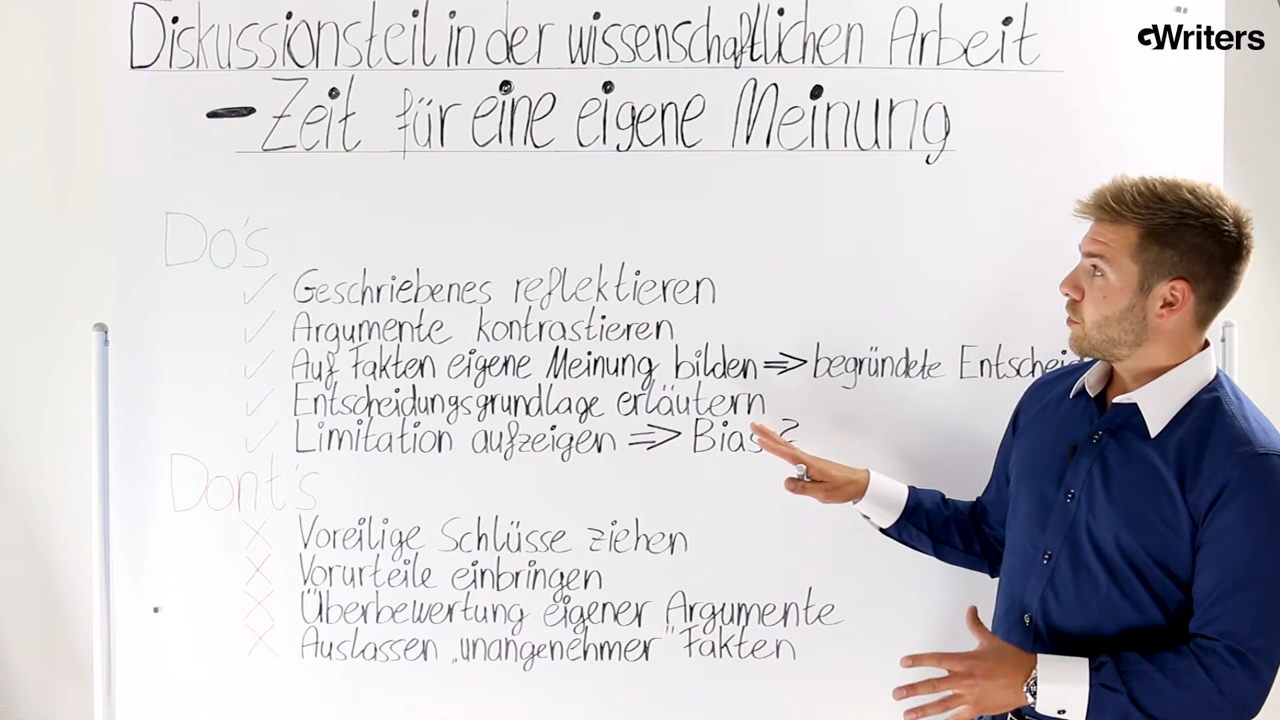 Diskussionsteil in der wissenschaftlichen Arbeit
- Zeit für eine eigene Meinung
GWriters
Do's
✓ Geschriebenes reflektieren
✓ Argumente kontrastieren
✓ Auf Fakten eigene Meinung bilden => begründete
✓ Entscheidungsgrundlage erläutern
✓ Limitation aufzeigen => Bias?
Dont's
X Voreilige Schlüsse ziehen
X Vorurteile einbringen
X Überbewertung eigener Argumente
X Auslassen „unangenehmer" Fakten